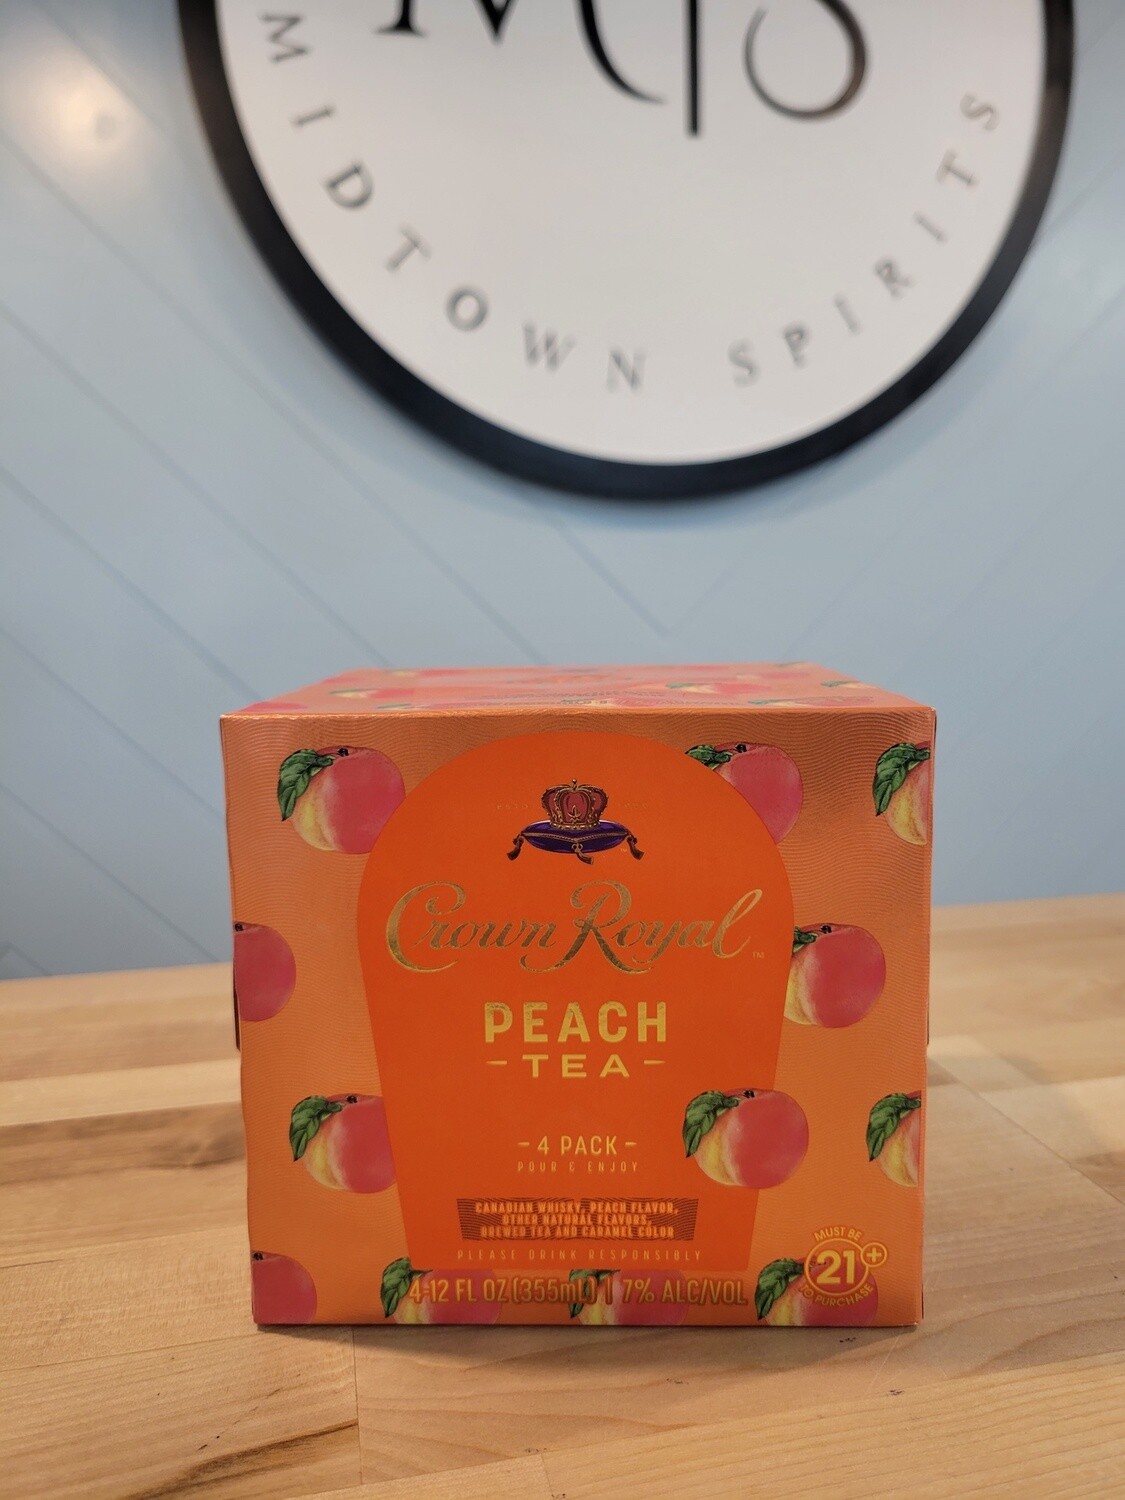 MIDTOWN SPIRITS
Crown Royal™
PEACH
-TEA-
-4 PACK-
POUR & ENJOY
CANADIAN WHISKY, PEACH FLAVOR,
OTHER NATURAL FLAVORS,
BREWED TEA AND CARAMEL COLOR
PLEASE DRINK RESPONSIBLY
4-12 FL OZ (355mL) | 7% ALC/VOL
MUST BE
21+
TO PURCHASE